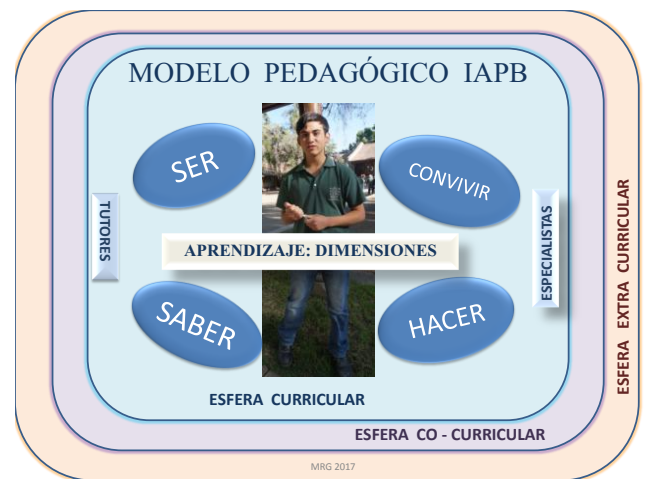 MODELO PEDAGÓGICO IAPB
SER
CONVIVIR
TUTORES
ESPECIALISTAS
APRENDIZAJE: DIMENSIONES
SABER
HACER
ESFERA CURRICULAR
ESFERA CO - CURRICULAR
ESFERA EXTRA CURRICULAR
MRG 2017